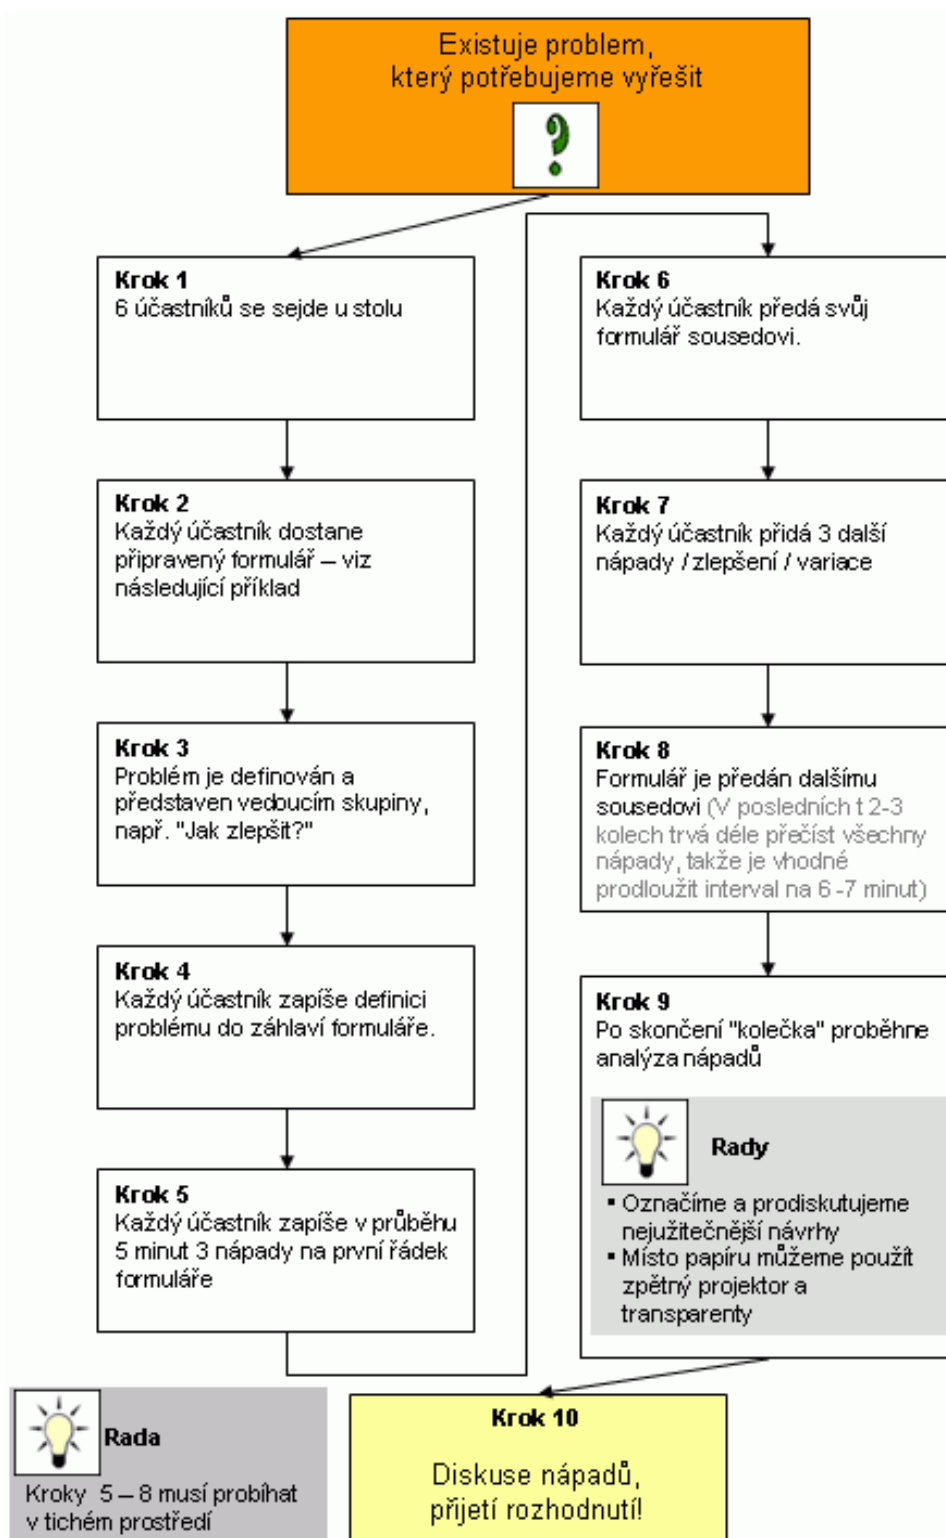 Existuje problem,
který potřebujeme vyřešit
?
Krok 1
6 účastníků se sejde u stolu
Krok 2
Každý účastník dostane
připravený formulář – viz
následující příklad
Krok 3
Problém je definován a
představen vedoucím skupiny,
např. "Jak zlepšit?"
Krok 4
Každý účastník zapíše definici
problému do záhlaví formuláře.
Krok 5
Každý účastník zapíše v průběhu
5 minut 3 nápady na první řádek
formuláře
Krok 6
Každý účastník předá svůj
formulář sousedovi.
Krok 7
Každý účastník přidá 3 další
nápady / zlepšení / variace
Krok 8
Formulář je předán dalšímu
sousedovi (V posledních t 2-3
kolech trvá déle přečíst všechny
nápady, takže je vhodné
prodloužit interval na 6 -7 minut)
Krok 9
Po skončení "kolečka" proběhne
analýza nápadů
Rady
▪ Označíme a prodiskutujeme
nejužitečnější návrhy
▪ Místo papíru můžeme použít
zpětný projektor a
transparenty
Rada
Kroky 5 – 8 musí probíhat
v tichém prostředí
Krok 10
Diskuse nápadů,
přijetí rozhodnutí!